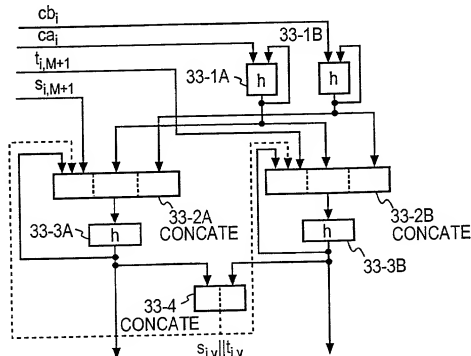 cb_i
ca_i
33-1B
t_i,M+1
33-1A
h
h
s_i,M+1
33-2A
CONCATE
33-2B
CONCATE
33-3A
h
h
33-3B
33-4
CONCATE
s_i,v||t_i,v